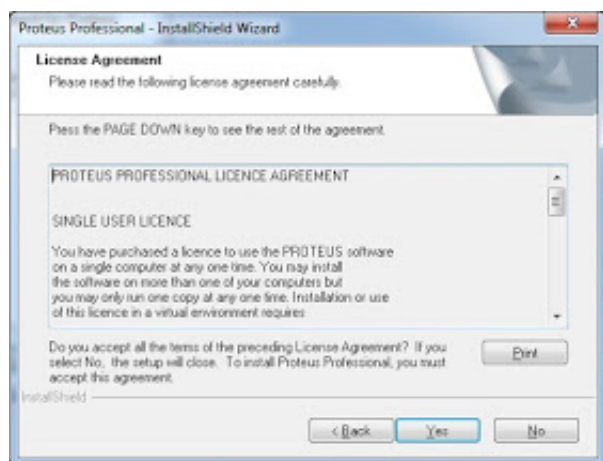 Proteus Professional - InstallShield Wizard
License Agreement
Please read the following license agreement carefully.
Press the PAGE DOWN key to see the rest of the agreement.
PROTEUS PROFESSIONAL LICENCE AGREEMENT
SINGLE USER LICENCE
You have purchased a licence to use the PROTEUS software
on a single computer at any one time. You may install
the software on more than one of your computers but
you may only run one copy at any one time. Installation or use
of this licence in a virtual environment requires
Do you accept all the terms of the preceding License Agreement? If you
select No, the setup will close. To install Proteus Professional, you must
accept this agreement.
Print
InstallShield
< Back
Yes
No